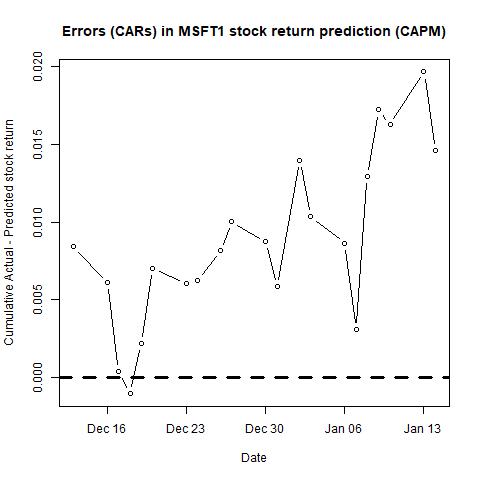 Errors (CARs) in MSFT1 stock return prediction (CAPM)
Cumulative Actual - Predicted stock return
0.020
0.015
0.010
0.005
0.000
Dec 16 Dec 23 Dec 30 Jan 06 Jan 13
Date